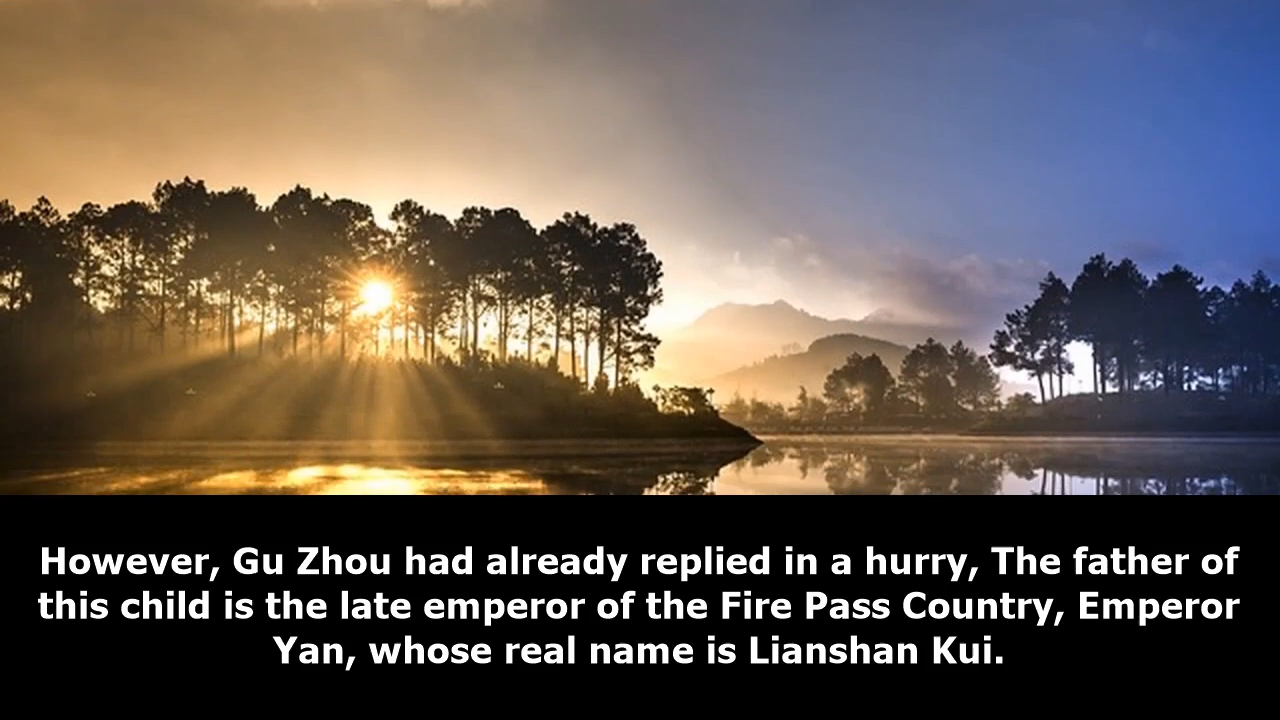 However, Gu Zhou had already replied in a hurry, The father of
this child is the late emperor of the Fire Pass Country, Emperor
Yan, whose real name is Lianshan Kui.